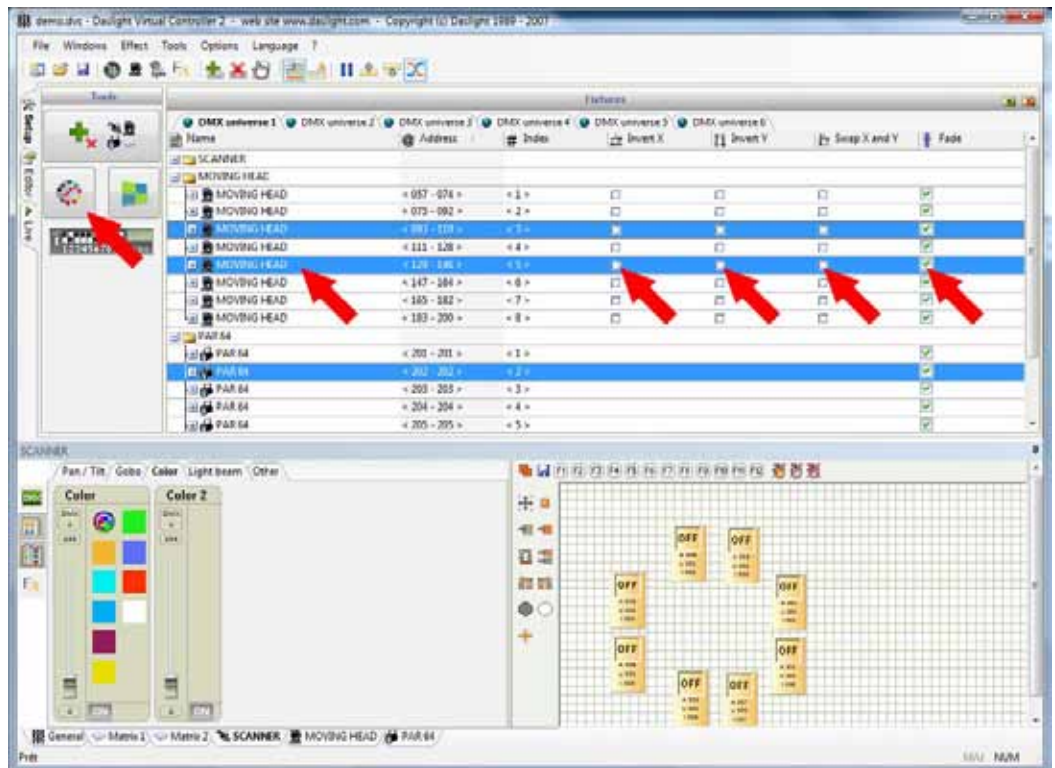 demo.dvc - Daslight Virtual Controller 2 - web site www.daslight.com - Copyright (c) Daslight 1989 - 2007
File Windows Effect Tools Options Language ?
Tools
Fixtures
DMX universe 1 DMX universe 2 DMX universe 3 DMX universe 4 DMX universe 5 DMX universe 6
Name @ Address # Index Invert X Invert Y Swap X and Y Fade
Setup
Editor
Live
SCANNER
MOVING HEAD
MOVING HEAD < 057 - 074 > < 1 >
MOVING HEAD < 075 - 092 > < 2 >
MOVING HEAD < 093 - 110 > < 3 >
MOVING HEAD < 111 - 128 > < 4 >
MOVING HEAD < 129 - 146 > < 5 >
MOVING HEAD < 147 - 164 > < 6 >
MOVING HEAD < 165 - 182 > < 7 >
MOVING HEAD < 183 - 200 > < 8 >
PAR 64
PAR 64 < 201 - 201 > < 1 >
PAR 64 < 202 - 202 > < 2 >
PAR 64 < 203 - 203 > < 3 >
PAR 64 < 204 - 204 > < 4 >
PAR 64 < 205 - 205 > < 5 >
SCANNER
Pan / Tilt Gobo Color Light beam Other
F1 F2 F3 F4 F5 F6 F7 F8 F9 F10 F11 F12
Color Color 2
OFF OFF
OFF OFF
OFF OFF
OFF OFF
ON ON
General Matrix 1 Matrix 2 SCANNER MOVING HEAD PAR 64
Prêt
MAJ NUM